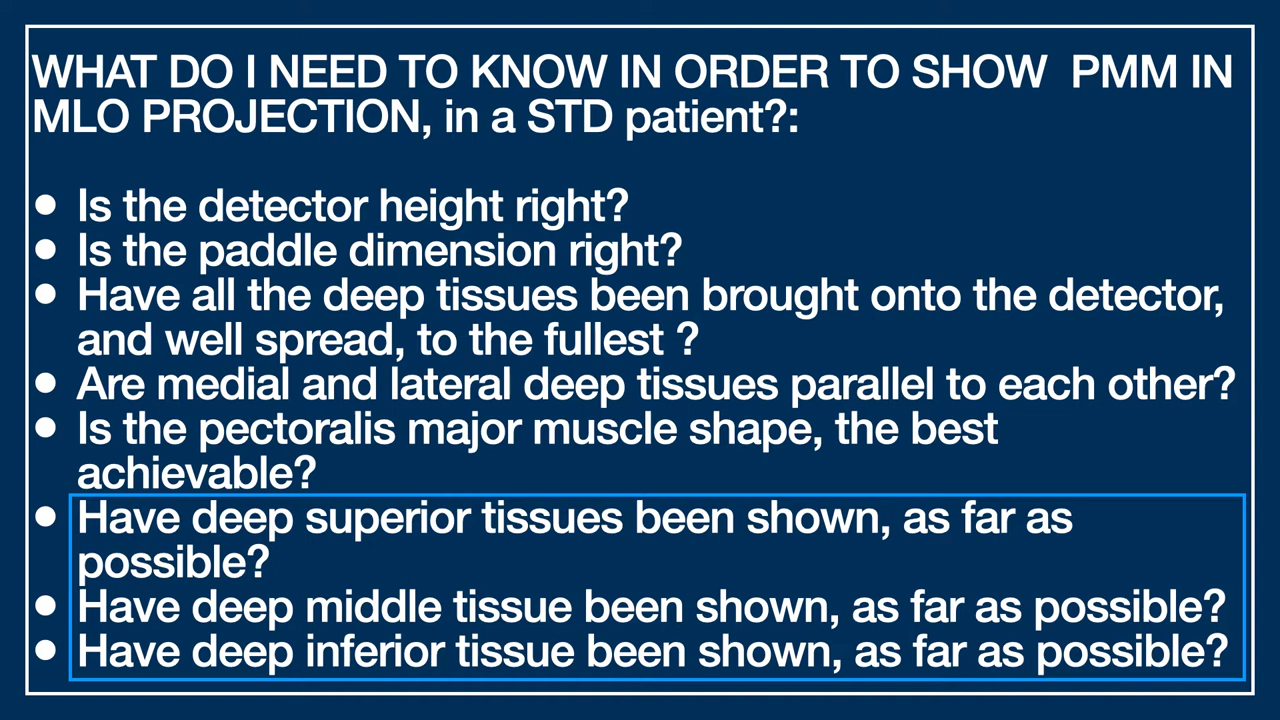 WHAT DO I NEED TO KNOW IN ORDER TO SHOW  PMM IN
MLO PROJECTION, in a STD patient?:
• Is the detector height right?
• Is the paddle dimension right?
• Have all the deep tissues been brought onto the detector,
and well spread, to the fullest ?
• Are medial and lateral deep tissues parallel to each other?
• Is the pectoralis major muscle shape, the best
achievable?
• Have deep superior tissues been shown, as far as
possible?
• Have deep middle tissue been shown, as far as possible?
• Have deep inferior tissue been shown, as far as possible?